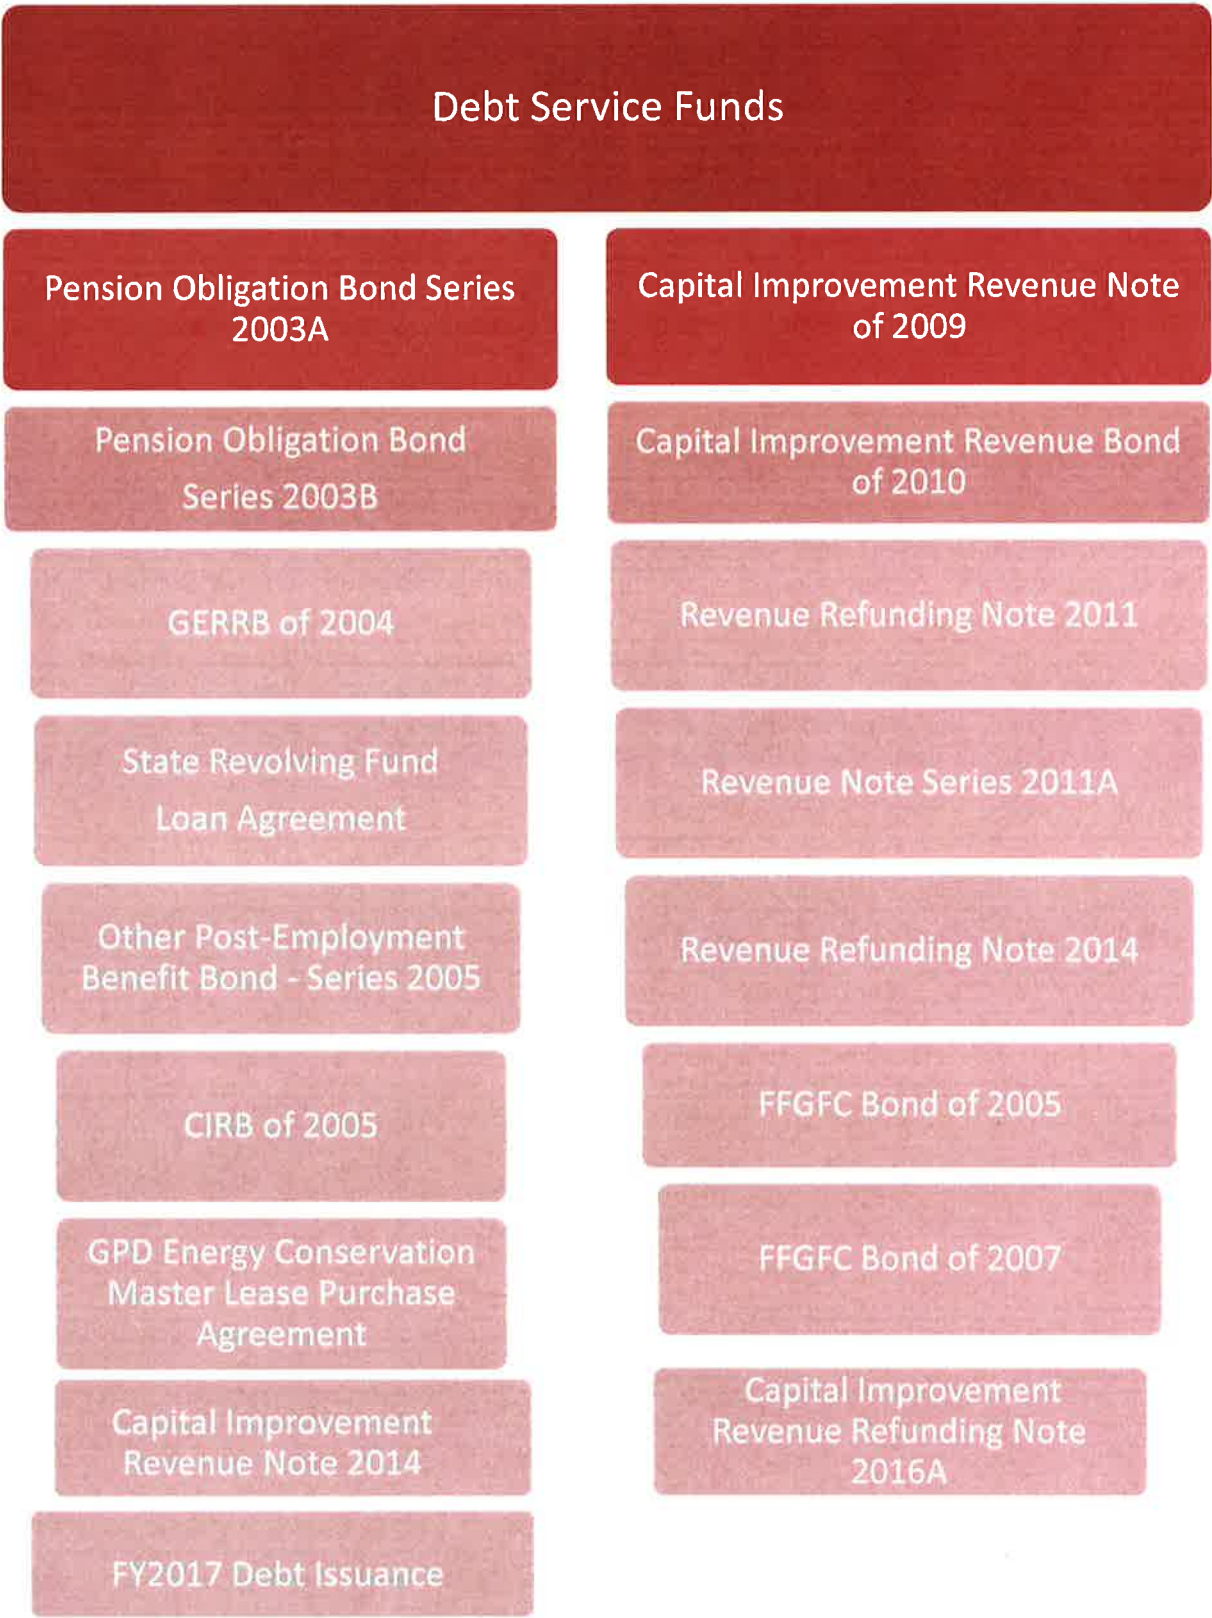 Debt Service Funds
Pension Obligation Bond Series
2003A
Pension Obligation Bond
Series 2003B
GERRB of 2004
State Revolving Fund
Loan Agreement
Other Post-Employment
Benefit Bond - Series 2005
CIRB of 2005
GPD Energy Conservation
Master Lease Purchase
Agreement
Capital Improvement
Revenue Note 2014
FY2017 Debt Issuance
Capital Improvement Revenue Note
of 2009
Capital Improvement Revenue Bond
of 2010
Revenue Refunding Note 2011
Revenue Note Series 2011A
Revenue Refunding Note 2014
FFGFC Bond of 2005
FFGFC Bond of 2007
Capital Improvement
Revenue Refunding Note
2016A